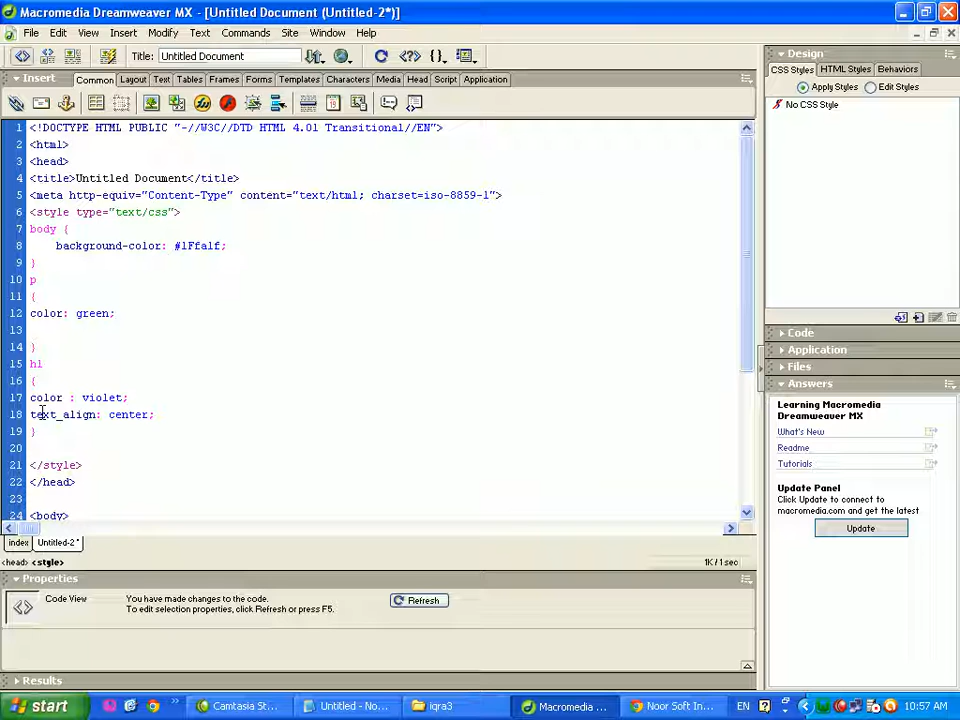 Macromedia Dreamweaver MX - [Untitled Document (Untitled-2*)]
File Edit View Insert Modify Text Commands Site Window Help
Title: Untitled Document
Insert Common Layout Text Tables Frames Forms Templates Characters Media Head Script Application
1 <!DOCTYPE HTML PUBLIC "-//W3C//DTD HTML 4.01 Transitional//EN">
2 <html>
3 <head>
4 <title>Untitled Document</title>
5 <meta http-equiv="Content-Type" content="text/html; charset=iso-8859-1">
6 <style type="text/css">
7 body {
8 background-color: #1Ffa1f;
9 }
10 p
11 {
12 color: green;
13
14 }
15 h1
16 {
17 color : violet;
18 text_align: center;
19 }
20
21 </style>
22 </head>
23
24 <body>
index Untitled-2*
<head> <style> 1K / 1 sec
Properties
Code View You have made changes to the code.
To edit selection properties, click Refresh or press F5.
Refresh
Results
Design
CSS Styles HTML Styles Behaviors
Apply Styles Edit Styles
No CSS Style
Code
Application
Files
Answers
Learning Macromedia
Dreamweaver MX
What's New
Readme
Tutorials
Update Panel
Click Update to connect to
macromedia.com and get the latest
Update
start Camtasia St... Untitled - No... iqra3 Macromedia ... Noor Soft In... EN 10:57 AM